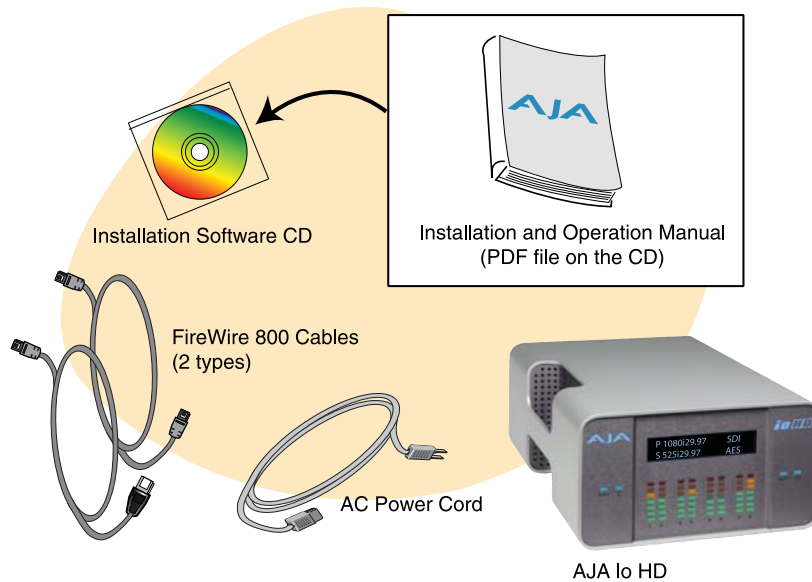 AJA
Installation Software CD
Installation and Operation Manual
(PDF file on the CD)
FireWire 800 Cables
(2 types)
AC Power Cord
AJA
ioHD
P 1080i29.97 SDI
S 525i29.97 AES
AJA Io HD